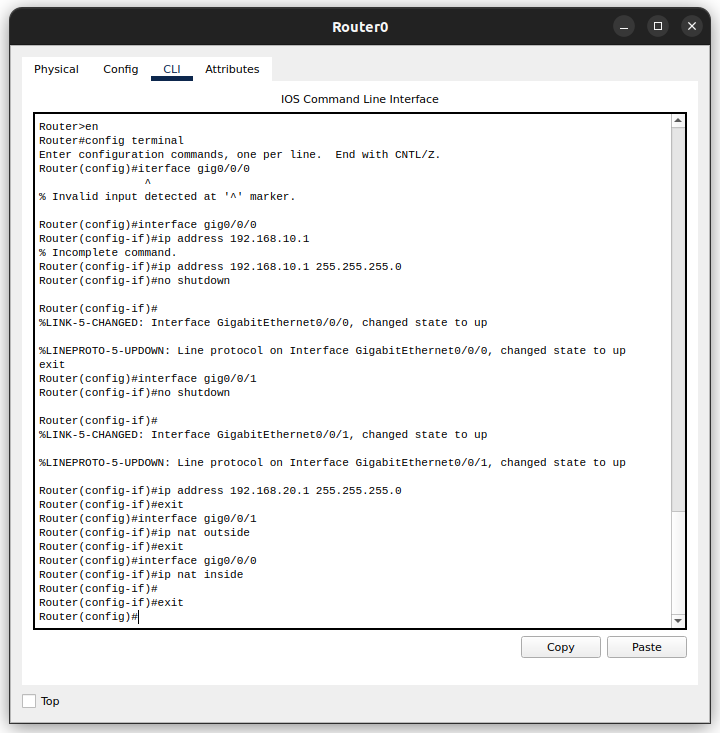 Router0
Physical Config CLI Attributes
IOS Command Line Interface
Router>en
Router#config terminal
Enter configuration commands, one per line.  End with CNTL/Z.
Router(config)#iterface gig0/0/0
                ^
% Invalid input detected at '^' marker.

Router(config)#interface gig0/0/0
Router(config-if)#ip address 192.168.10.1
% Incomplete command.
Router(config-if)#ip address 192.168.10.1 255.255.255.0
Router(config-if)#no shutdown

Router(config-if)#
%LINK-5-CHANGED: Interface GigabitEthernet0/0/0, changed state to up

%LINEPROTO-5-UPDOWN: Line protocol on Interface GigabitEthernet0/0/0, changed state to up
exit
Router(config)#interface gig0/0/1
Router(config-if)#no shutdown

Router(config-if)#
%LINK-5-CHANGED: Interface GigabitEthernet0/0/1, changed state to up

%LINEPROTO-5-UPDOWN: Line protocol on Interface GigabitEthernet0/0/1, changed state to up

Router(config-if)#ip address 192.168.20.1 255.255.255.0
Router(config-if)#exit
Router(config)#interface gig0/0/1
Router(config-if)#ip nat outside
Router(config-if)#exit
Router(config)#interface gig0/0/0
Router(config-if)#ip nat inside
Router(config-if)#
Router(config-if)#exit
Router(config)#
Copy Paste
Top